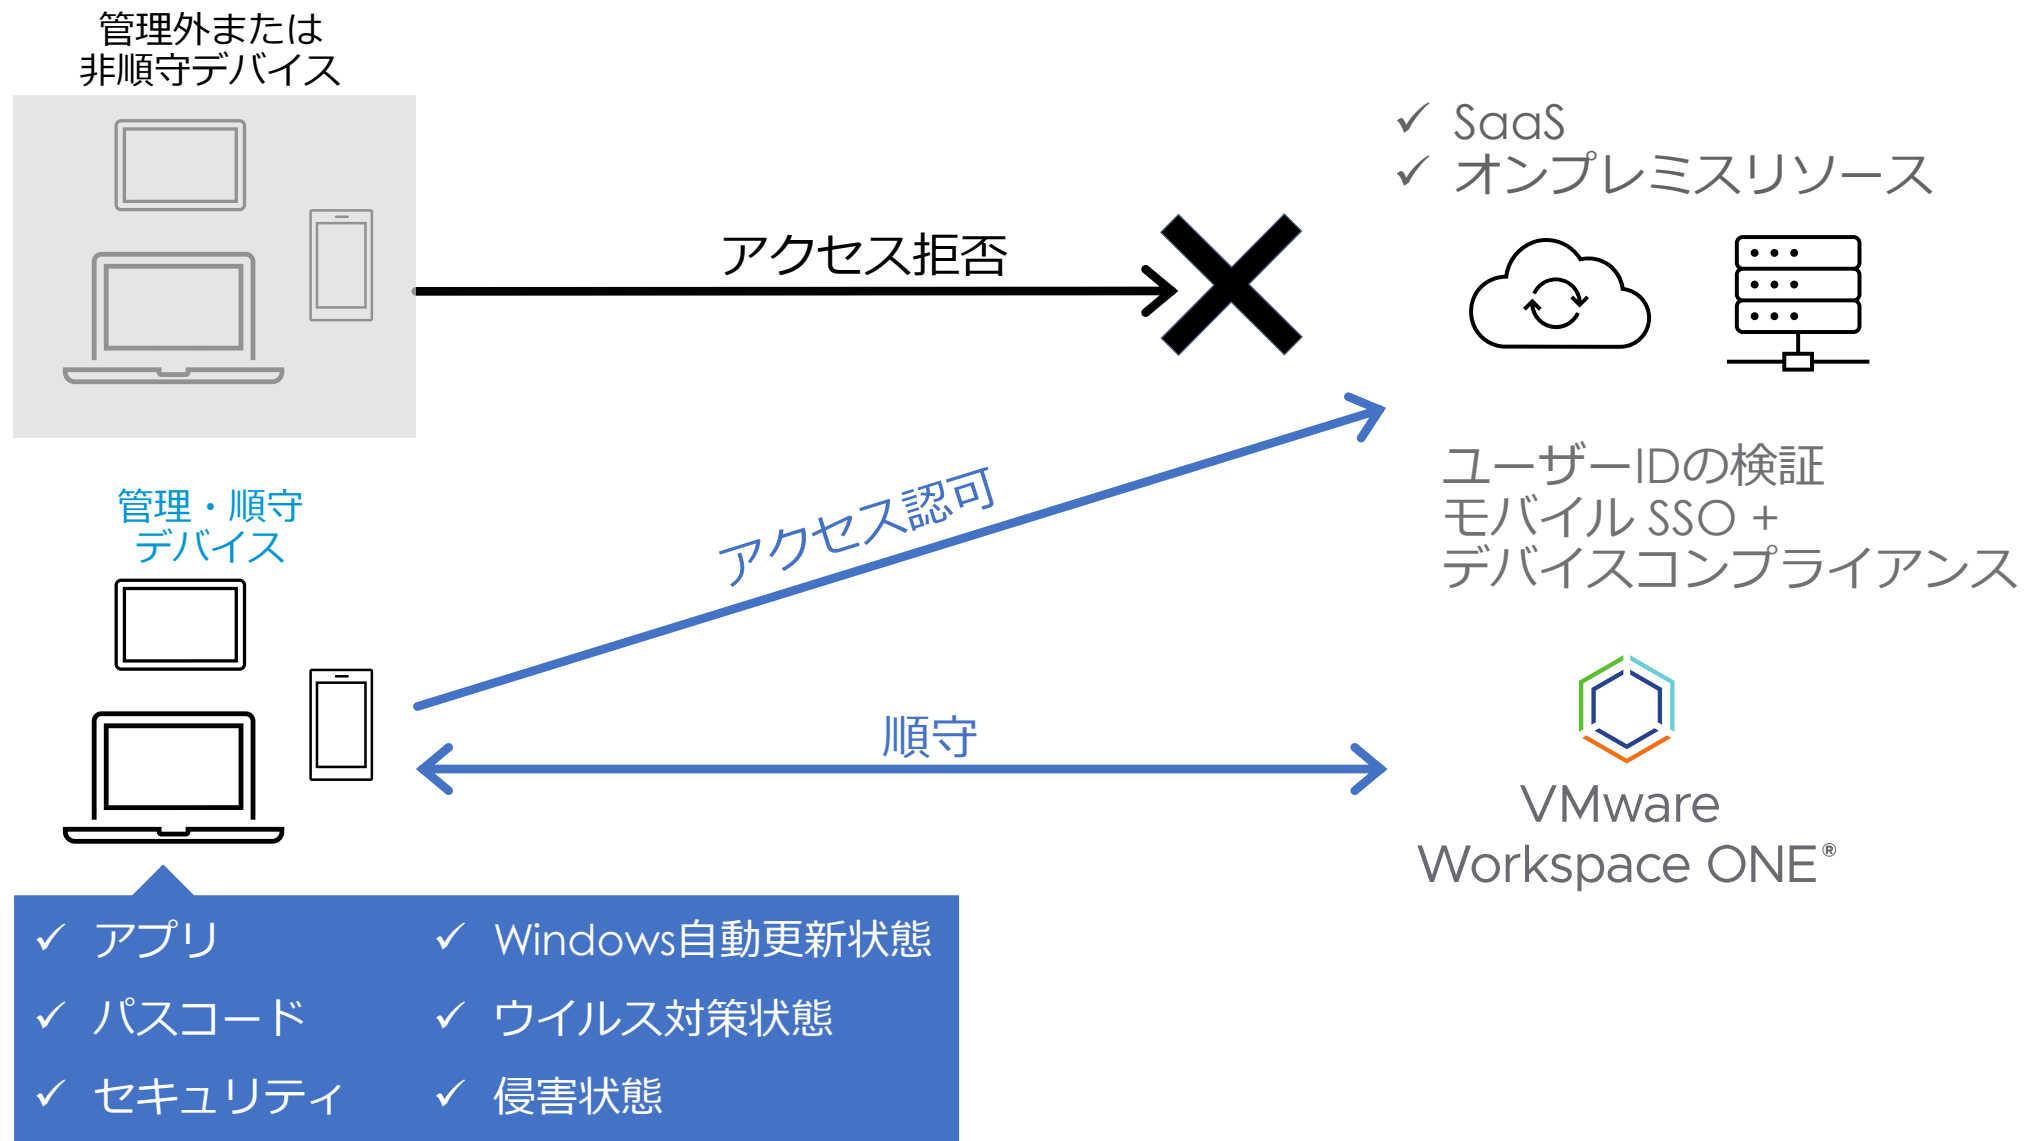 管理外または
非順守デバイス
アクセス拒否
✓ SaaS
✓ オンプレミスリソース
管理・順守
デバイス
アクセス認可
ユーザーIDの検証
モバイル SSO +
デバイスコンプライアンス
順守
VMware
Workspace ONE®
✓ アプリ
✓ パスコード
✓ セキュリティ
✓ Windows自動更新状態
✓ ウイルス対策状態
✓ 侵害状態